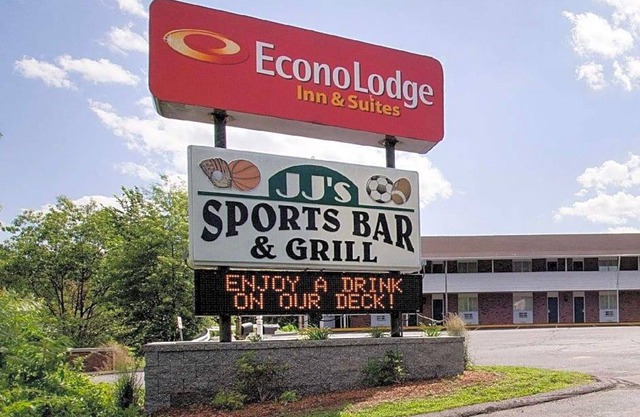 EconoLodge
Inn & Suites
JJ's
SPORTS BAR
& GRILL
ENJOY A DRINK
ON OUR DECK!